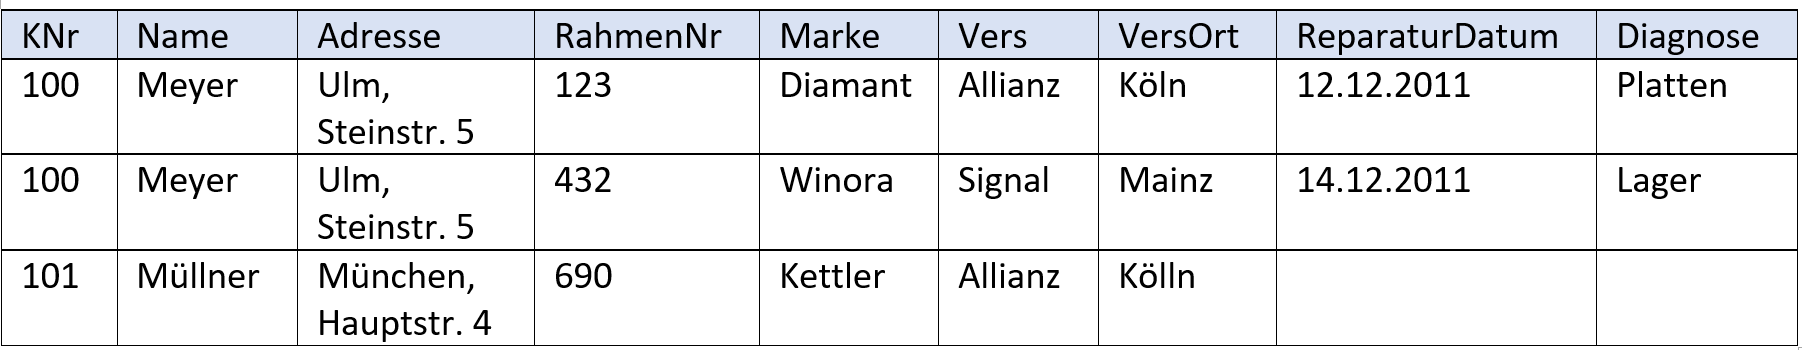 KNr Name Adresse RahmenNr Marke Vers VersOrt ReparaturDatum Diagnose
100 Meyer Ulm, 123 Diamant Allianz Köln 12.12.2011 Platten
Steinstr. 5
100 Meyer Ulm, 432 Winora Signal Mainz 14.12.2011 Lager
Steinstr. 5
101 Müllner München, 690 Kettler Allianz Kölln
Hauptstr. 4